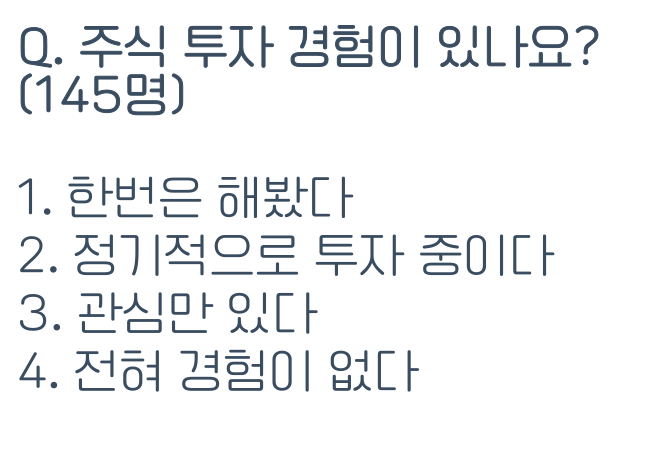 Q. 주식 투자 경험이 있나요?
(145명)
1. 한번은 해봤다
2. 정기적으로 투자 중이다
3. 관심만 있다
4. 전혀 경험이 없다